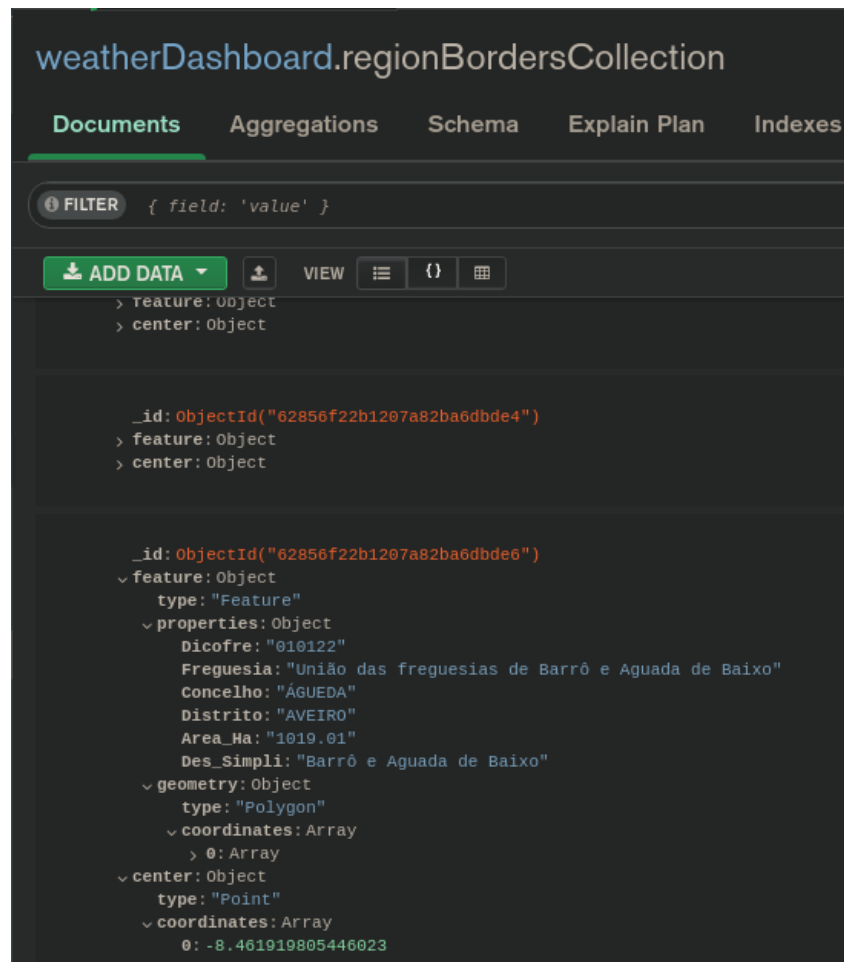 weatherDashboard.regionBordersCollection
Documents Aggregations Schema Explain Plan Indexes
FILTER { field: 'value' }
ADD DATA VIEW {}
feature: Object
center: Object
_id: ObjectId("62856f22b1207a82ba6dbde4")
feature: Object
center: Object
_id: ObjectId("62856f22b1207a82ba6dbde6")
feature: Object
type: "Feature"
properties: Object
Dicofre: "010122"
Freguesia: "União das freguesias de Barrô e Aguada de Baixo"
Concelho: "ÁGUEDA"
Distrito: "AVEIRO"
Area_Ha: "1019.01"
Des_Simpli: "Barrô e Aguada de Baixo"
geometry: Object
type: "Polygon"
coordinates: Array
0: Array
center: Object
type: "Point"
coordinates: Array
0: -8.461919805446023